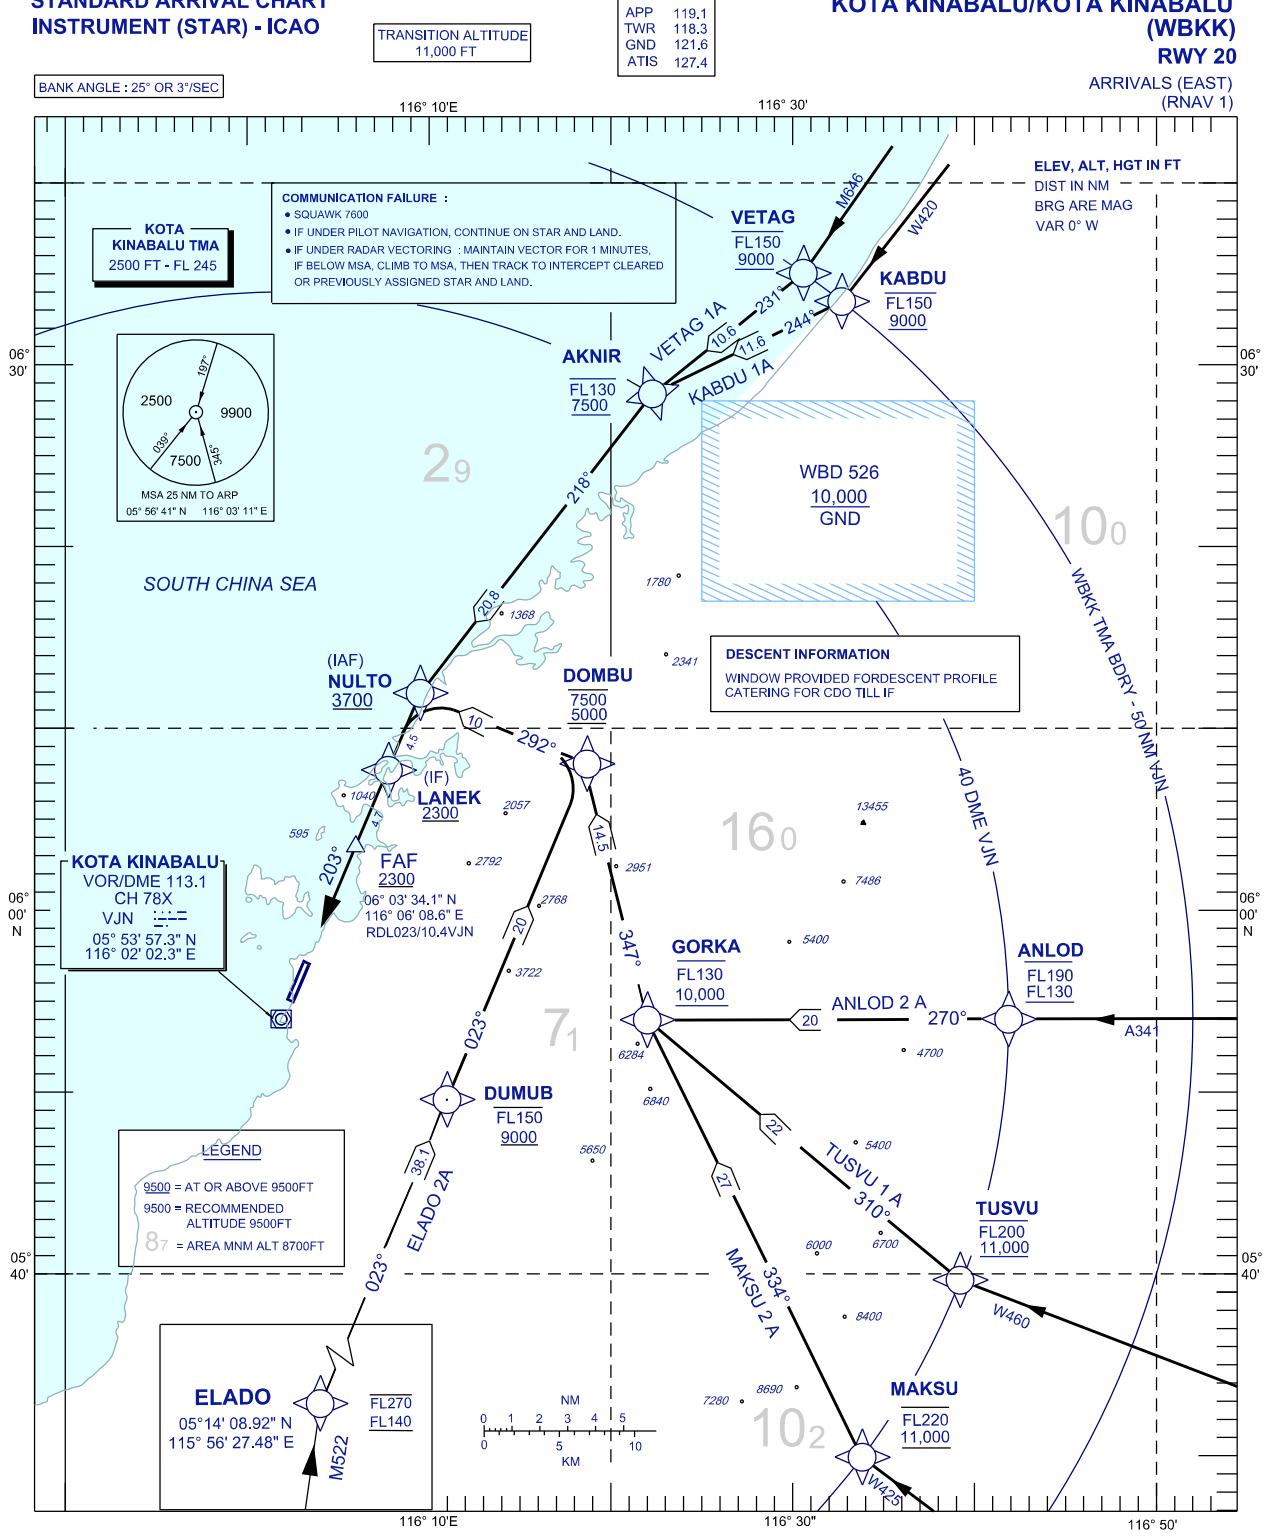 STANDARD ARRIVAL CHART
INSTRUMENT (STAR) - ICAO
TRANSITION ALTITUDE
11,000 FT
APP 119.1
TWR 118.3
GND 121.6
ATIS 127.4
KOTA KINABALU/KOTA KINABALU
(WBKK)
RWY 20
ARRIVALS (EAST)
(RNAV 1)
BANK ANGLE : 25° OR 3°/SEC
116° 10'E
116° 30'
ELEV, ALT, HGT IN FT
DIST IN NM
BRG ARE MAG
VAR 0° W
COMMUNICATION FAILURE :
• SQUAWK 7600
• IF UNDER PILOT NAVIGATION, CONTINUE ON STAR AND LAND.
• IF UNDER RADAR VECTORING : MAINTAIN VECTOR FOR 1 MINUTES,
IF BELOW MSA, CLIMB TO MSA, THEN TRACK TO INTERCEPT CLEARED
OR PREVIOUSLY ASSIGNED STAR AND LAND.
KOTA
KINABALU TMA
2500 FT - FL 245
M646
W420
VETAG
FL150
9000
KABDU
FL150
9000
231°
244°
VETAG 1A
10.6
11.6
KABDU 1A
AKNIR
FL130
7500
06°
30'
06°
30'
197°
2500
9900
039°
345°
7500
MSA 25 NM TO ARP
05° 56' 41" N 116° 03' 11" E
29
218°
WBD 526
10,000
GND
100
SOUTH CHINA SEA
20.8
1368
1780
2341
WBKK TMA BDRY - 50 NM VJN
DESCENT INFORMATION
WINDOW PROVIDED FORDESCENT PROFILE
CATERING FOR CDO TILL IF
(IAF)
NULTO
3700
DOMBU
7500
5000
10
292°
4.5
(IF)
LANEK
2300
1040
595
4.7
2057
2792
2768
2951
14.5
160
13455
7486
5400
40 DME VJN
203°
FAF
2300
06° 03' 34.1" N
116° 06' 08.6" E
RDL023/10.4VJN
KOTA KINABALU
VOR/DME 113.1
CH 78X
VJN
05° 53' 57.3" N
116° 02' 02.3" E
06°
00'
N
06°
00'
N
20
3722
347°
GORKA
FL130
10,000
ANLOD
FL190
FL130
ANLOD 2 A
20
270°
A341
4700
71
6284
6840
023°
DUMUB
FL150
9000
5650
22
5400
TUSVU 1 A
310°
27
TUSVU
FL200
11,000
6000
6700
LEGEND
9500 = AT OR ABOVE 9500FT
9500 = RECOMMENDED
ALTITUDE 9500FT
87 = AREA MNM ALT 8700FT
38.1
ELADO 2A
023°
05°
40'
05°
40'
MAKSU 2 A
334°
W460
8400
8690
7280
102
MAKSU
FL220
11,000
W425
ELADO
05°14' 08.92" N
115° 56' 27.48" E
FL270
FL140
M522
NM
0 1 2 3 4 5
0 5 10
KM
116° 10'E
116° 30"
116° 50'